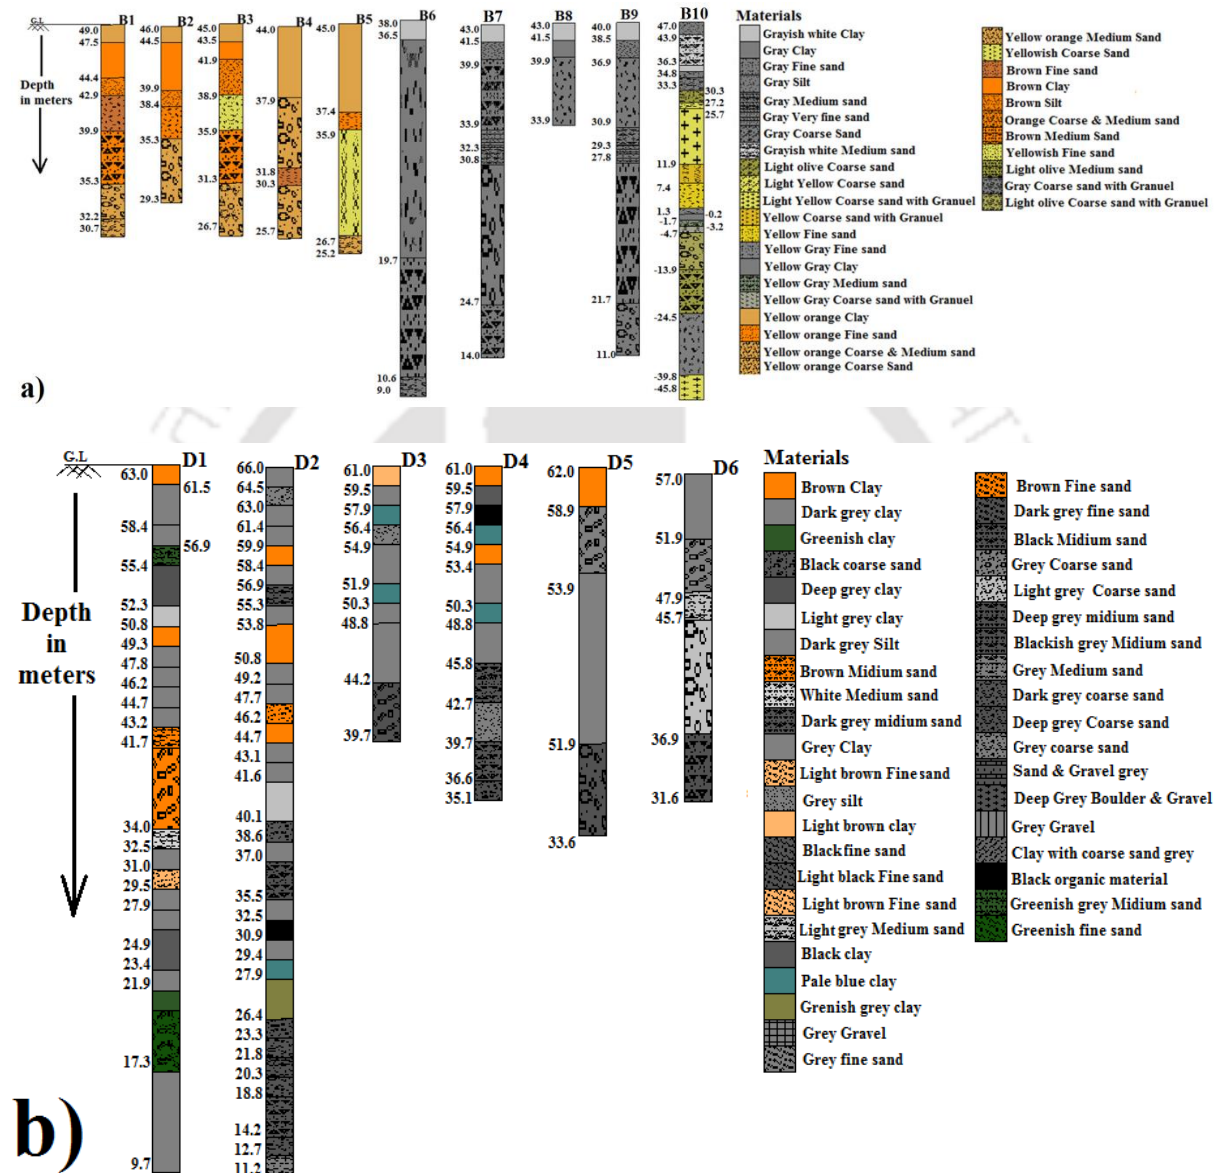 G.L
Depth
in meters
B1
49.0
47.5
44.4
42.9
39.9
35.3
32.2
30.7
B2
46.0
44.5
39.9
38.4
35.3
29.3
B3
45.0
43.5
41.9
38.9
35.9
31.3
26.7
B4
44.0
37.9
31.8
30.3
25.7
B5
45.0
37.4
35.9
26.7
25.2
B6
38.0
36.5
19.7
10.6
9.0
B7
43.0
41.5
39.9
33.9
32.3
30.8
24.7
14.0
B8
43.0
41.5
33.9
B9
40.0
38.5
36.9
30.9
29.3
27.8
21.7
11.0
B10
47.0
43.9
36.3
34.8
33.3
30.3
27.2
25.7
11.9
7.4
1.3
-0.2
-1.7
-3.2
-4.7
-13.9
-24.5
-39.8
-45.8
Materials
Grayish white Clay
Gray Clay
Gray Fine sand
Gray Silt
Gray Medium sand
Gray Very fine sand
Gray Coarse Sand
Grayish white Medium sand
Light olive Coarse sand
Light Yellow Coarse sand
Light Yellow Coarse sand with Granuel
Yellow Coarse sand with Granuel
Yellow Fine sand
Yellow Gray Fine sand
Yellow Gray Clay
Yellow Gray Medium sand
Yellow Gray Coarse sand with Granuel
Yellow orange Clay
Yellow orange Fine sand
Yellow orange Coarse & Medium sand
Yellow orange Coarse Sand
Yellow orange Medium Sand
Yellowish Coarse Sand
Brown Fine sand
Brown Clay
Brown Silt
Orange Coarse & Medium sand
Brown Medium Sand
Yellowish Fine sand
Light olive Medium sand
Gray Coarse sand with Granuel
Light olive Coarse sand with Granuel
a)
G.L
Depth
in
meters
D1
63.0
61.5
58.4
56.9
55.4
52.3
50.8
49.3
47.8
46.2
44.7
43.2
41.7
34.0
32.5
31.0
29.5
27.9
24.9
23.4
21.9
17.3
9.7
D2
66.0
64.5
63.0
61.4
59.9
58.4
56.9
55.3
53.8
50.8
49.2
47.7
46.2
44.7
43.1
41.6
40.1
38.6
37.0
35.5
32.5
30.9
29.4
27.9
26.4
23.3
21.8
20.3
18.8
14.2
12.7
11.2
D3
61.0
59.5
57.9
56.4
54.9
51.9
50.3
48.8
44.2
39.7
D4
61.0
59.5
57.9
56.4
54.9
53.4
50.3
48.8
45.8
42.7
39.7
36.6
35.1
D5
62.0
58.9
53.9
51.9
33.6
D6
57.0
51.9
47.9
45.7
36.9
31.6
Materials
Brown Clay
Dark grey clay
Greenish clay
Black coarse sand
Deep grey clay
Light grey clay
Dark grey Silt
Brown Midium sand
White Medium sand
Dark grey midium sand
Grey Clay
Light brown Fine sand
Grey silt
Light brown clay
Black fine sand
Light black Fine sand
Light brown Fine sand
Light grey Medium sand
Black clay
Pale blue clay
Grenish grey clay
Grey Gravel
Grey fine sand
Brown Fine sand
Dark grey fine sand
Black Midium sand
Grey Coarse sand
Light grey Coarse sand
Deep grey midium sand
Blackish grey Midium sand
Grey Medium sand
Dark grey coarse sand
Deep grey Coarse sand
Grey coarse sand
Sand & Gravel grey
Deep Grey Boulder & Gravel
Grey Gravel
Clay with coarse sand grey
Black organic material
Greenish grey Midium sand
Greenish fine sand
b)